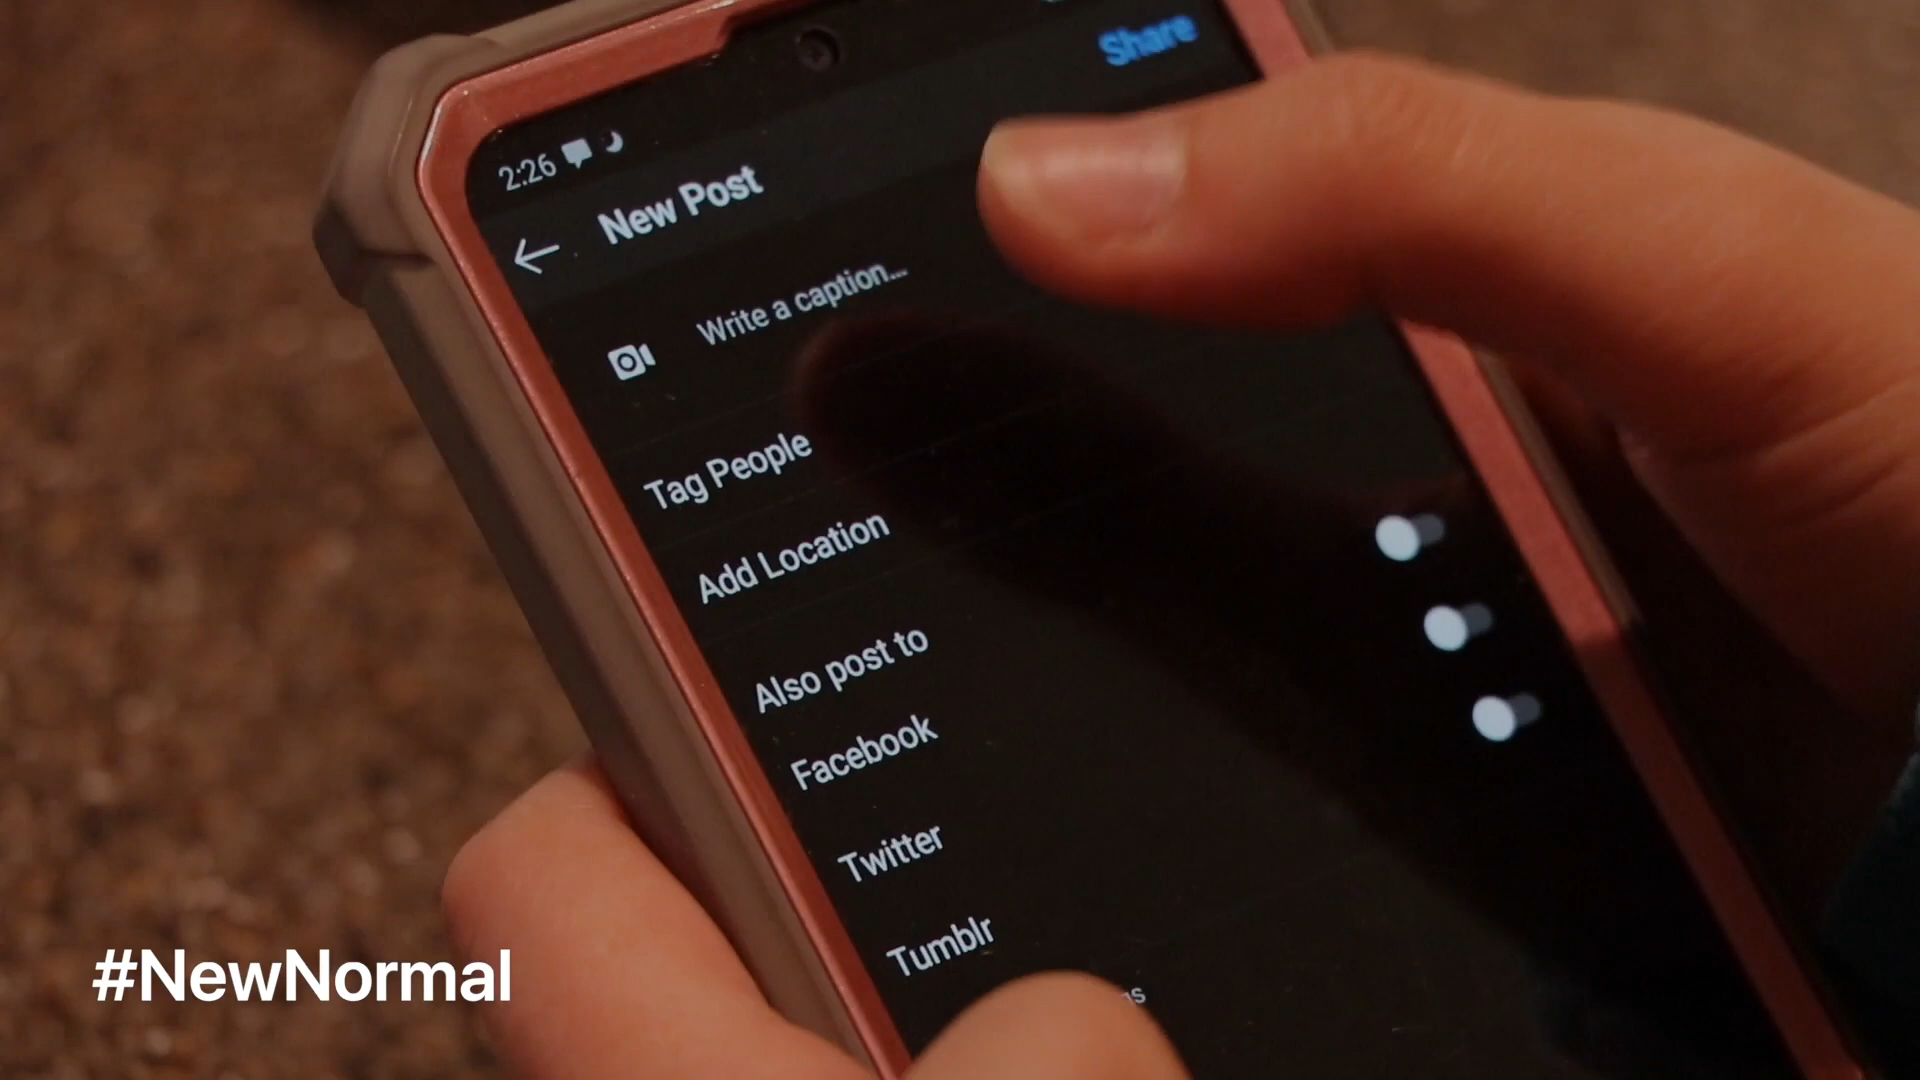 Share
2:26
New Post
Write a caption...
Tag People
Add Location
Also post to
Facebook
Twitter
Tumblr
#NewNormal